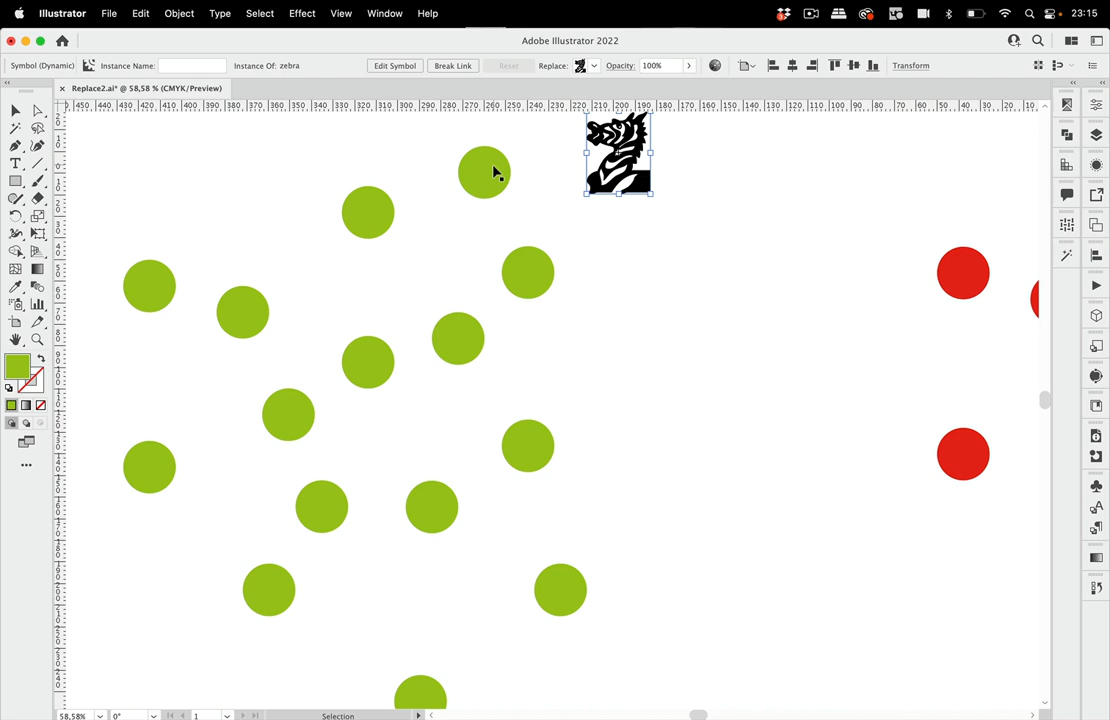 Illustrator File Edit Object Type Select Effect View Window Help 3 23:15
Adobe Illustrator 2022
Symbol (Dynamic) Instance Name: Instance Of: zebra Edit Symbol Break Link Reset Replace: Opacity: 100% Transform
× Replace2.ai* @ 58,58 % (CMYK/Preview)
450 440 430 420 410 400 390 380 370 360 350 340 330 320 310 300 290 280 270 260 250 240 230 220 210 200 190 180 170 160 150 140 130 120 110 100 90 80 70 60 50 40 30 20 10
58,58% 0° 1 Selection